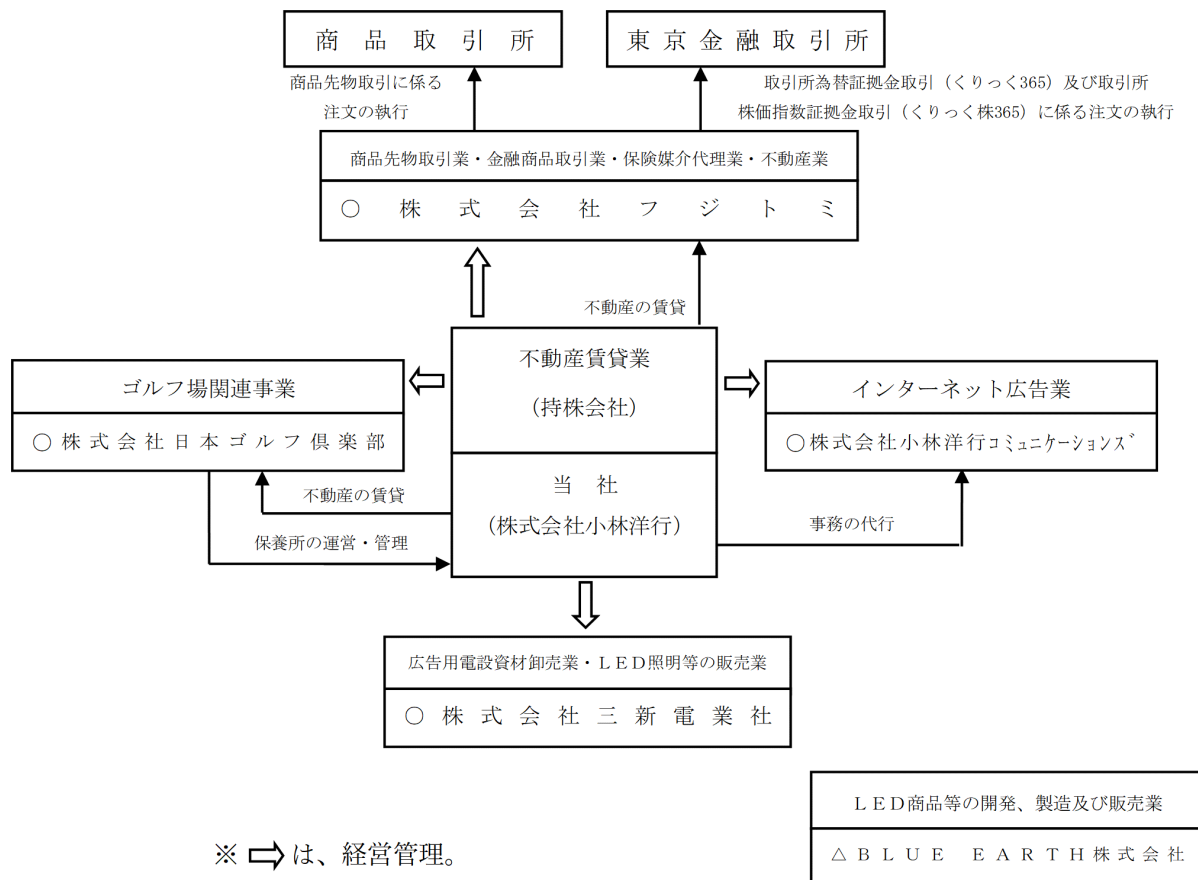 商品取引所
東京金融取引所
商品先物取引に係る
注文の執行
取引所為替証拠金取引（くりっく365）及び取引所
株価指数証拠金取引（くりっく株365）に係る注文の執行
商品先物取引業・金融商品取引業・保険媒介代理業・不動産業
○株式会社フジトミ
不動産の賃貸
不動産賃貸業
（持株会社）
ゴルフ場関連事業
○株式会社日本ゴルフ倶楽部
インターネット広告業
○株式会社小林洋行ｺﾐｭﾆｹｰｼｮﾝｽﾞ
当 社
（株式会社小林洋行）
不動産の賃貸
保養所の運営・管理
事務の代行
広告用電設資材卸売業・ＬＥＤ照明等の販売業
○株式会社三新電業社
ＬＥＤ商品等の開発、製造及び販売業
△ＢＬＵＥ ＥＡＲＴＨ株式会社
※ ⇨ は、経営管理。